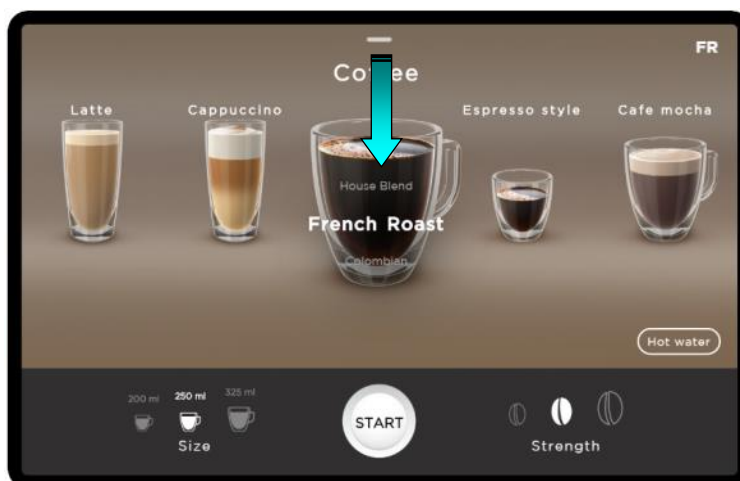 FR
Coffee
Latte
Cappuccino
Espresso style
Cafe mocha
House Blend
French Roast
Colombian
Hot water
200 ml
250 ml
325 ml
START
Size
Strength